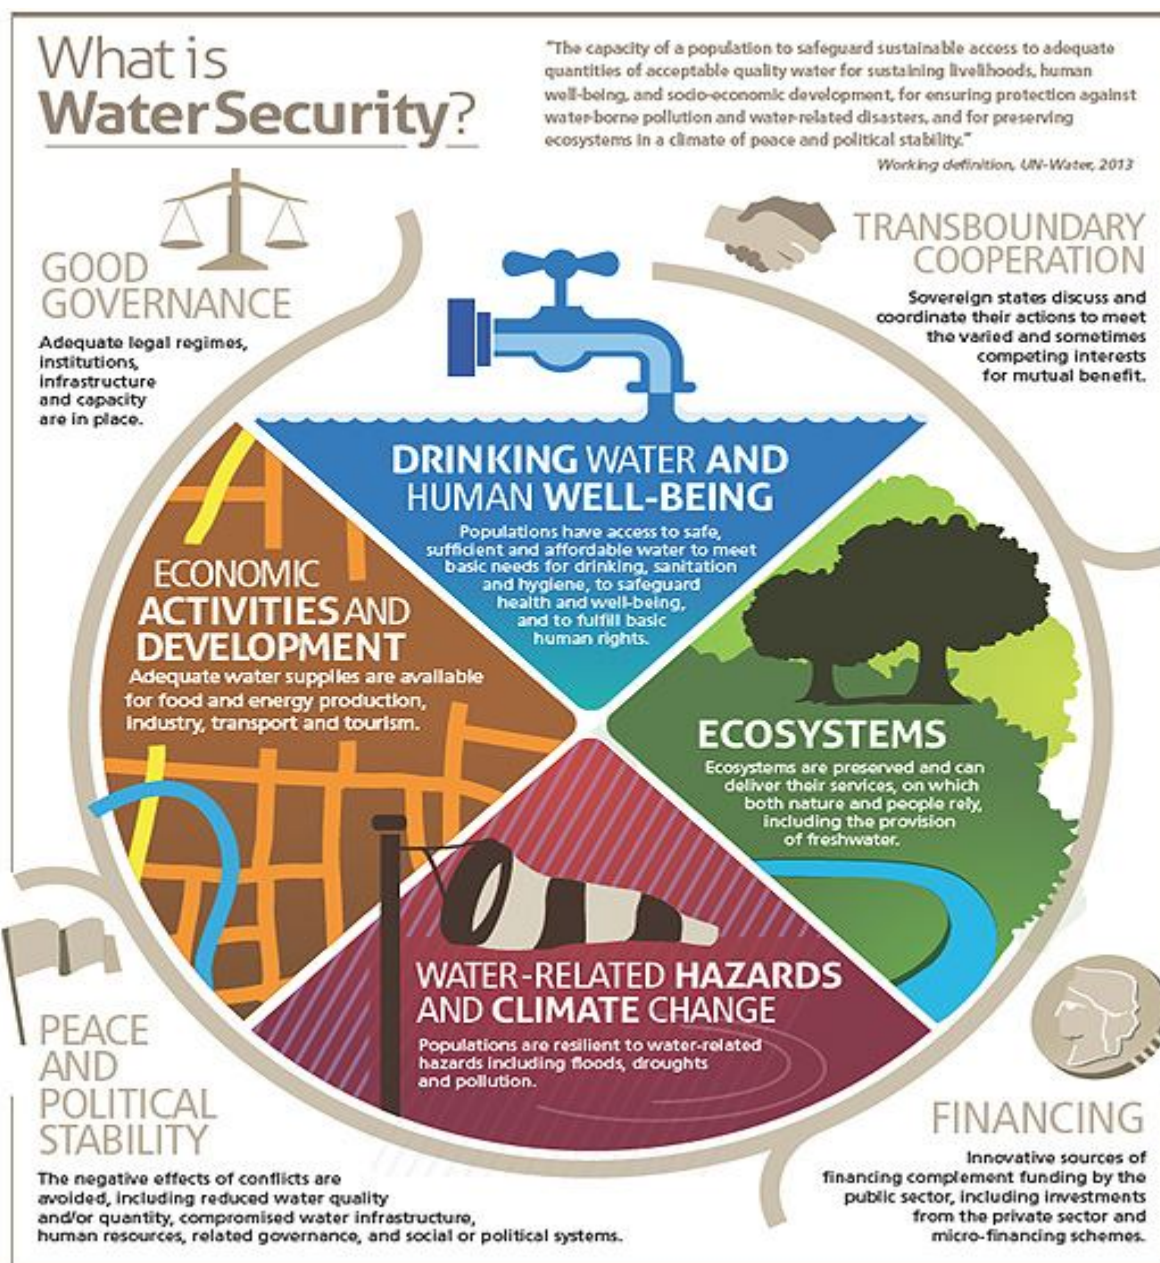 What is
Water Security?
"The capacity of a population to safeguard sustainable access to adequate
quantities of acceptable quality water for sustaining livelihoods, human
well-being, and socio-economic development, for ensuring protection against
water-borne pollution and water-related disasters, and for preserving
ecosystems in a climate of peace and political stability."
Working definition, UN-Water, 2013
GOOD
GOVERNANCE
Adequate legal regimes,
institutions,
infrastructure
and capacity
are in place.
TRANSBOUNDARY
COOPERATION
Sovereign states discuss and
coordinate their actions to meet
the varied and sometimes
competing interests
for mutual benefit.
DRINKING WATER AND
HUMAN WELL-BEING
Populations have access to safe,
sufficient and affordable water to meet
basic needs for drinking, sanitation
and hygiene, to safeguard
health and well-being,
and to fulfill basic
human rights.
ECONOMIC
ACTIVITIES AND
DEVELOPMENT
Adequate water supplies are available
for food and energy production,
industry, transport and tourism.
ECOSYSTEMS
Ecosystems are preserved and can
deliver their services, on which
both nature and people rely,
including the provision
of freshwater.
WATER-RELATED HAZARDS
AND CLIMATE CHANGE
Populations are resilient to water-related
hazards including floods, droughts
and pollution.
PEACE
AND
POLITICAL
STABILITY
The negative effects of conflicts are
avoided, including reduced water quality
and/or quantity, compromised water infrastructure,
human resources, related governance, and social or political systems.
FINANCING
Innovative sources of
financing complement funding by the
public sector, including investments
from the private sector and
micro-financing schemes.